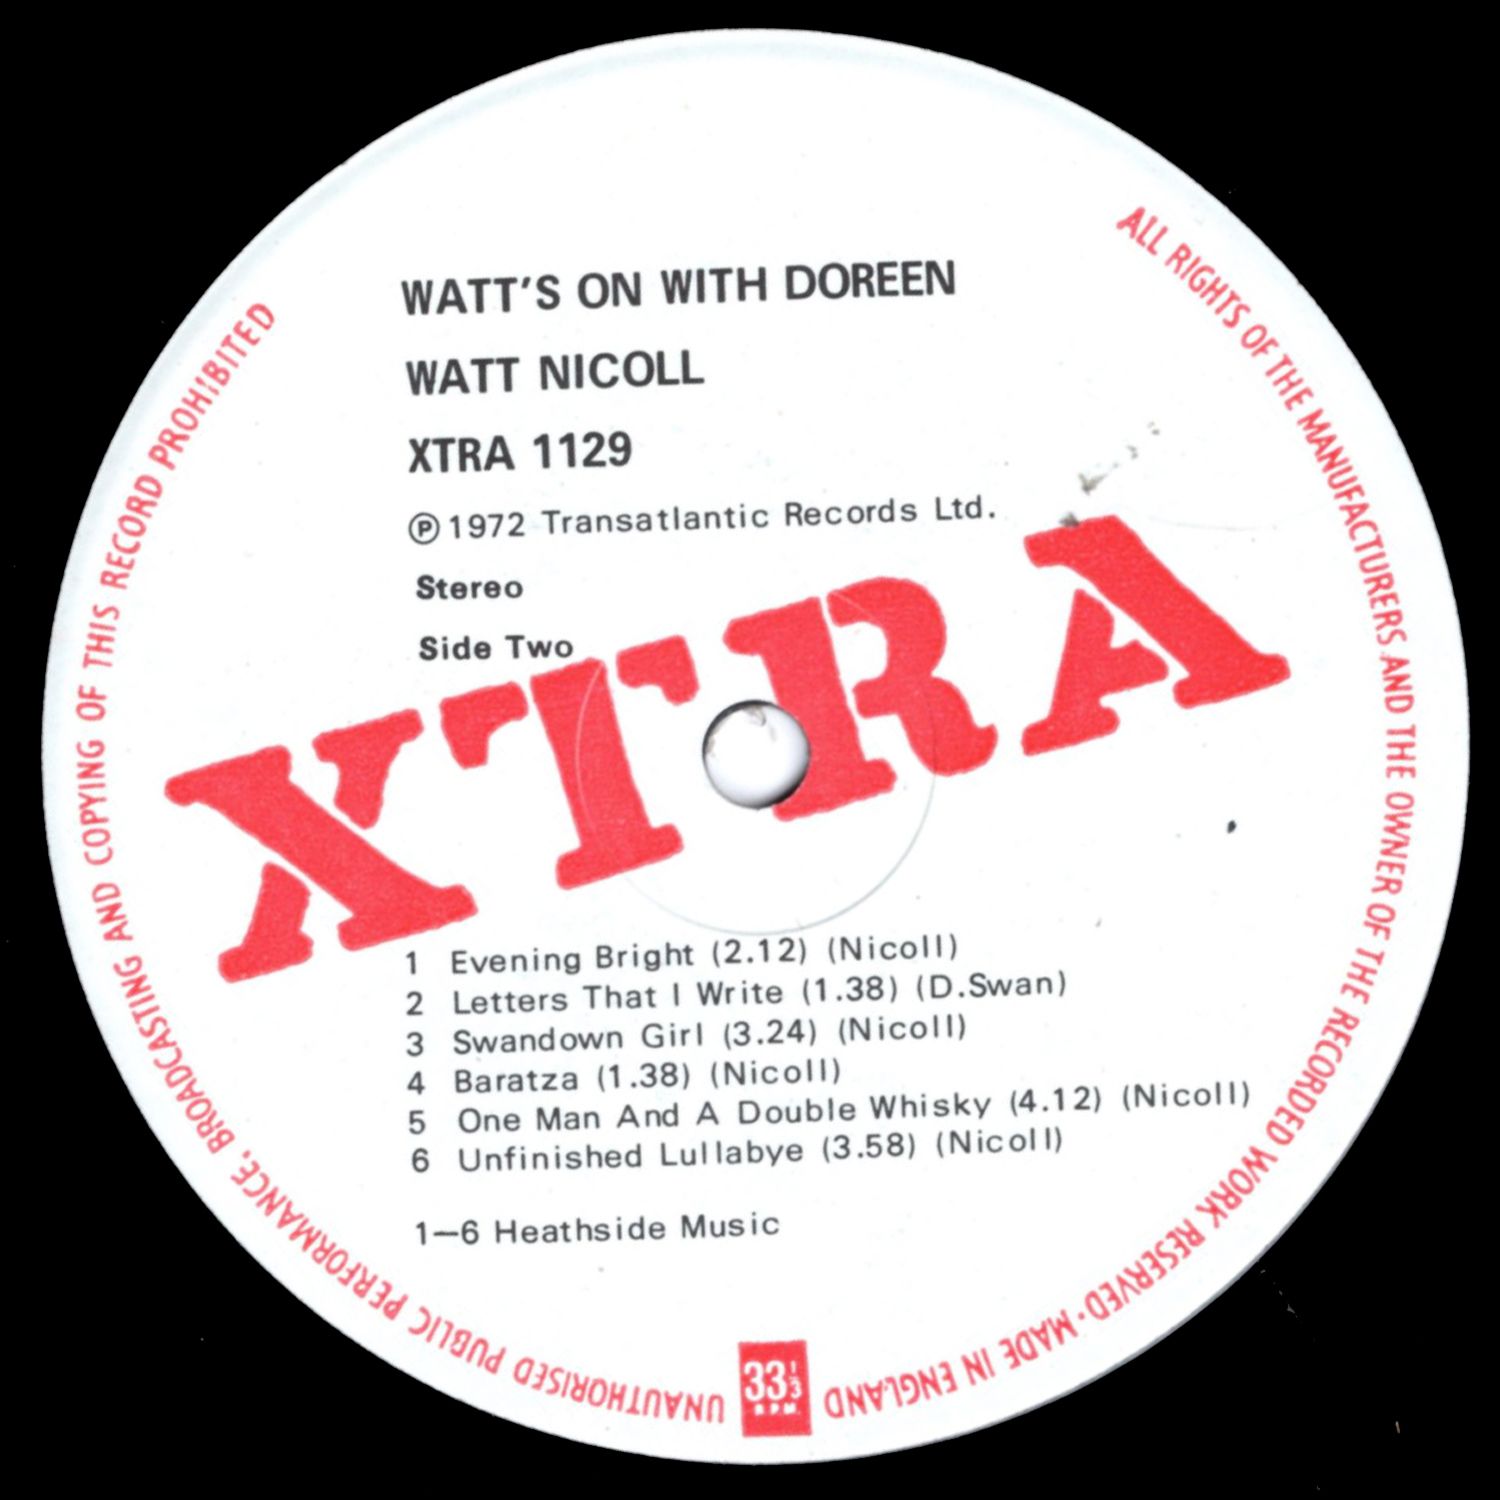 WATT'S ON WITH DOREEN
WATT NICOLL
XTRA 1129
Ⓟ 1972 Transatlantic Records Ltd.
Stereo
Side Two
XTRA
1 Evening Bright (2.12) (Nicoll)
2 Letters That I Write (1.38) (D.Swan)
3 Swandown Girl (3.24) (Nicoll)
4 Baratza (1.38) (Nicoll)
5 One Man And A Double Whisky (4.12) (Nicoll)
6 Unfinished Lullabye (3.58) (Nicoll)
1—6 Heathside Music
33⅓
RPM
ALL RIGHTS OF THE MANUFACTURERS AND THE OWNER OF THE RECORDED WORK RESERVED·MADE IN ENGLAND
UNAUTHORISED PUBLIC PERFORMANCE, BROADCASTING AND COPYING OF THIS RECORD PROHIBITED